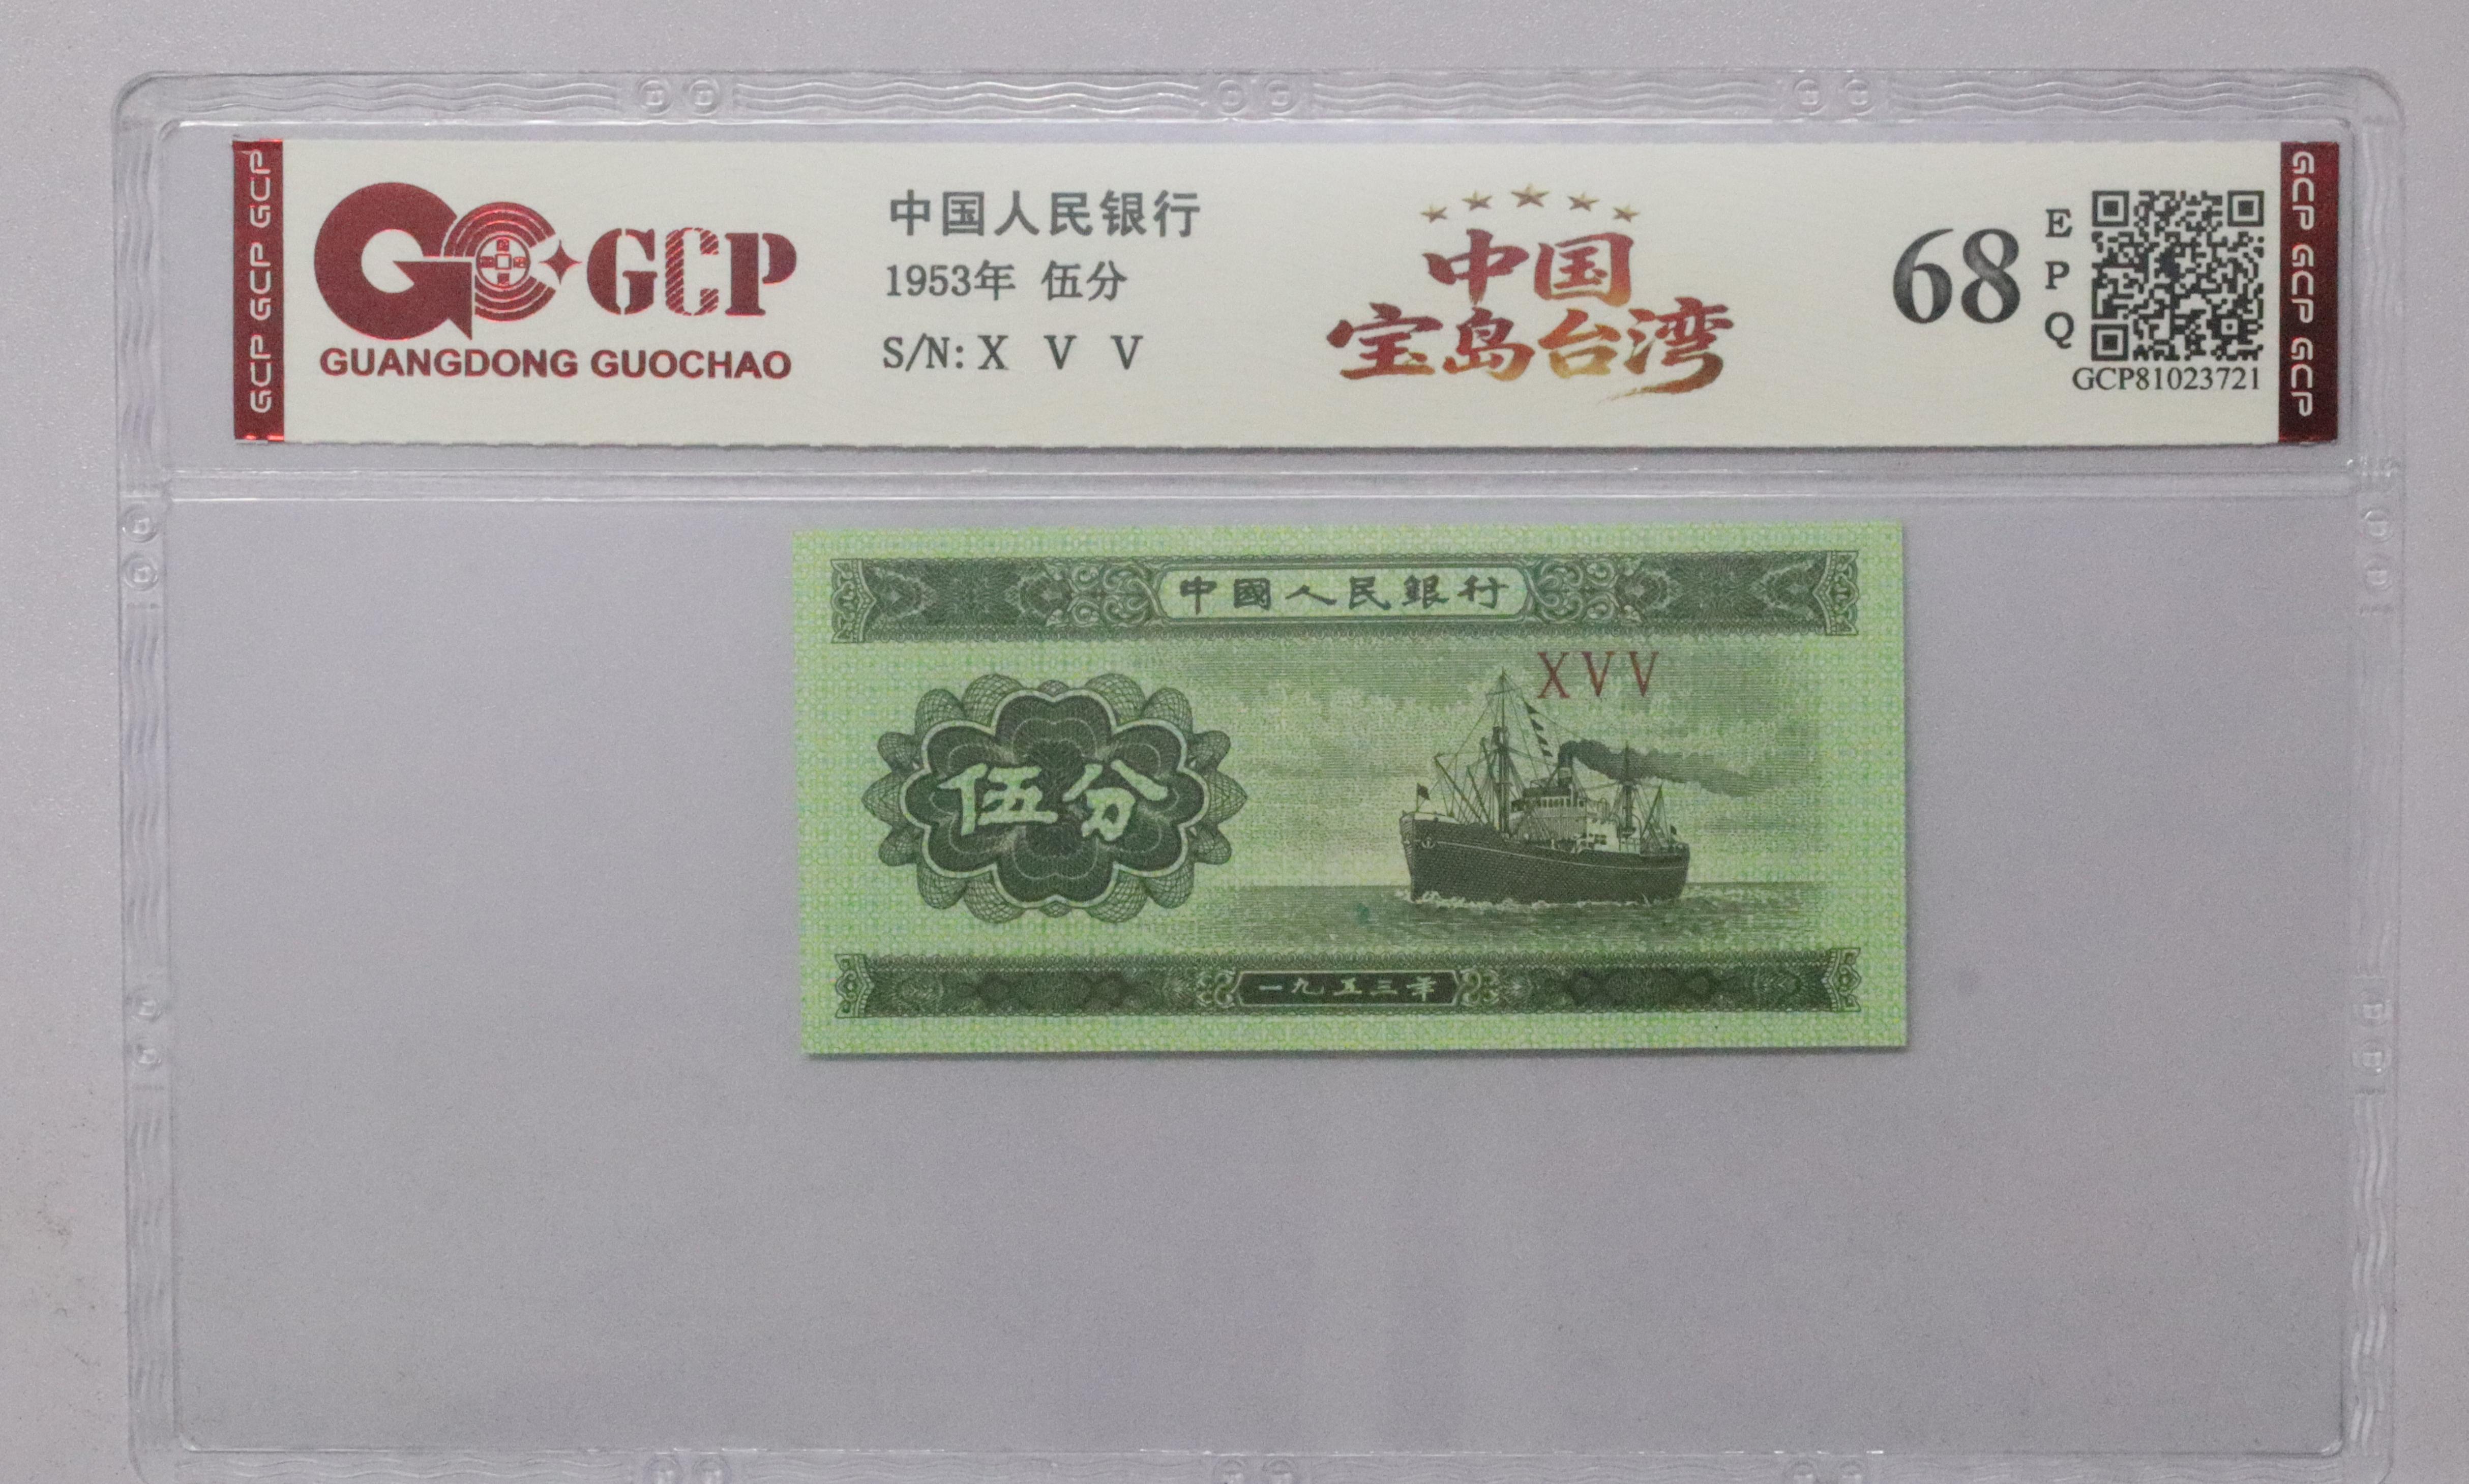 GCP GCP GCP
GCP
GUANGDONG GUOCHAO
中国人民银行
1953年 伍分
S/N: X V V
中国
宝岛台湾
68
E
P
Q
GCP81023721
GCP GCP GCP
中國人民銀行
XVV
伍分
一九五三年